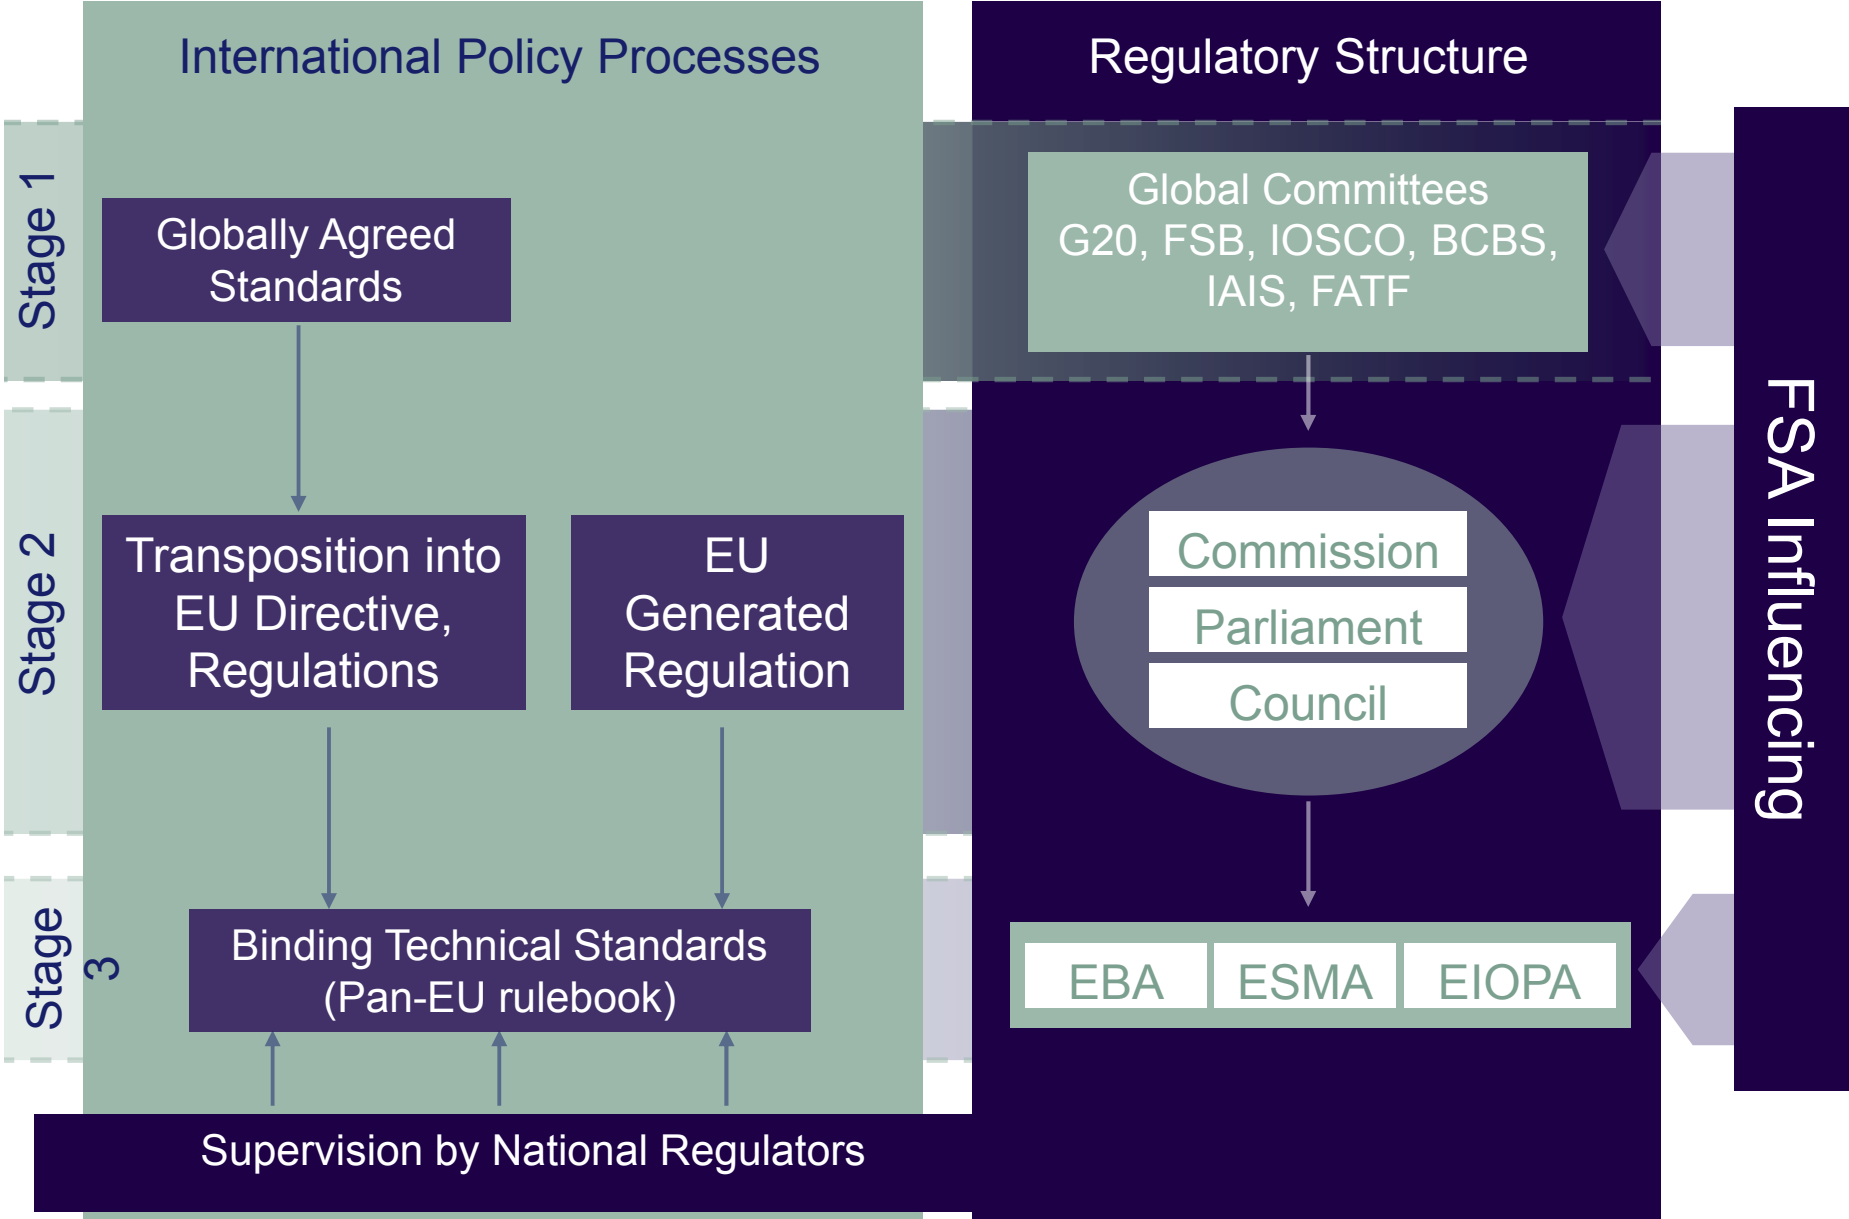 International Policy Processes
Regulatory Structure
Stage 1
Globally Agreed
Standards
Global Committees
G20, FSB, IOSCO, BCBS,
IAIS, FATF
Stage 2
Transposition into
EU Directive,
Regulations
EU
Generated
Regulation
Commission
Parliament
Council
Stage
3
Binding Technical Standards
(Pan-EU rulebook)
EBA
ESMA
EIOPA
Supervision by National Regulators
FSA Influencing